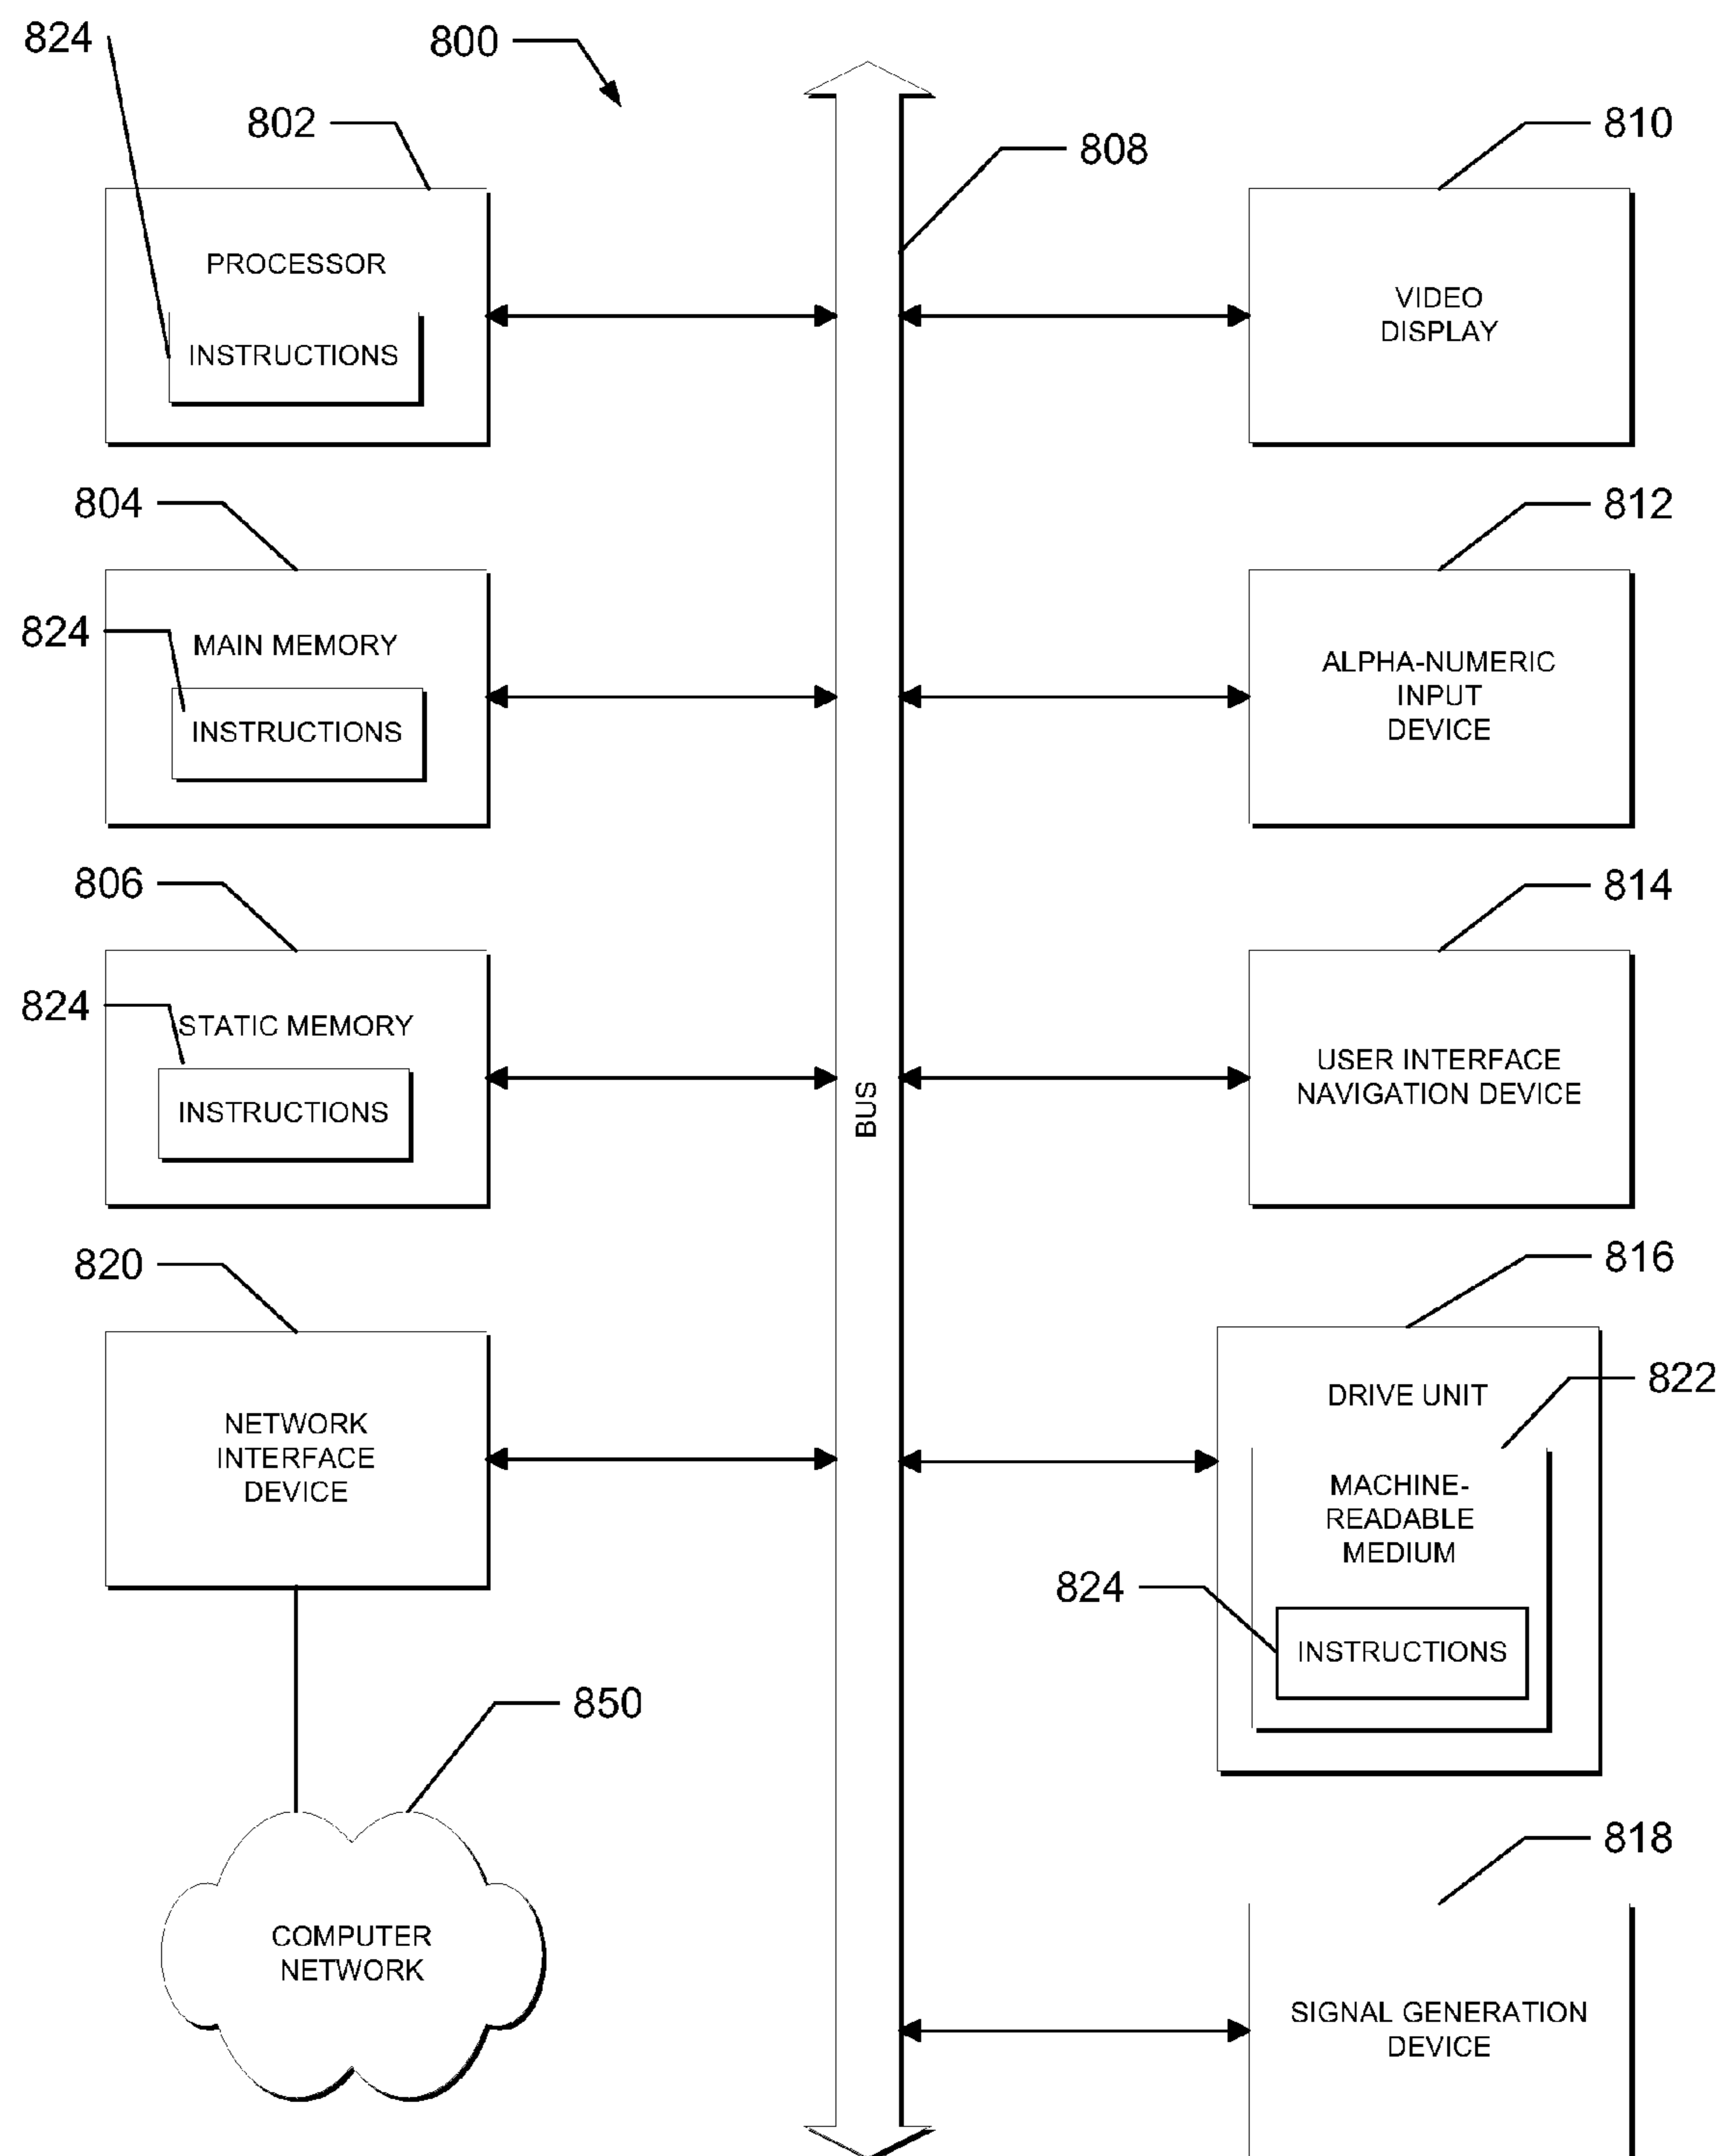 824
800
802
808
810
PROCESSOR
INSTRUCTIONS
VIDEO
DISPLAY
804
812
824
MAIN MEMORY
INSTRUCTIONS
ALPHA-NUMERIC
INPUT
DEVICE
806
814
824
STATIC MEMORY
INSTRUCTIONS
BUS
USER INTERFACE
NAVIGATION DEVICE
820
816
NETWORK
INTERFACE
DEVICE
DRIVE UNIT
822
MACHINE-
READABLE
MEDIUM
824
INSTRUCTIONS
850
818
COMPUTER
NETWORK
SIGNAL GENERATION
DEVICE